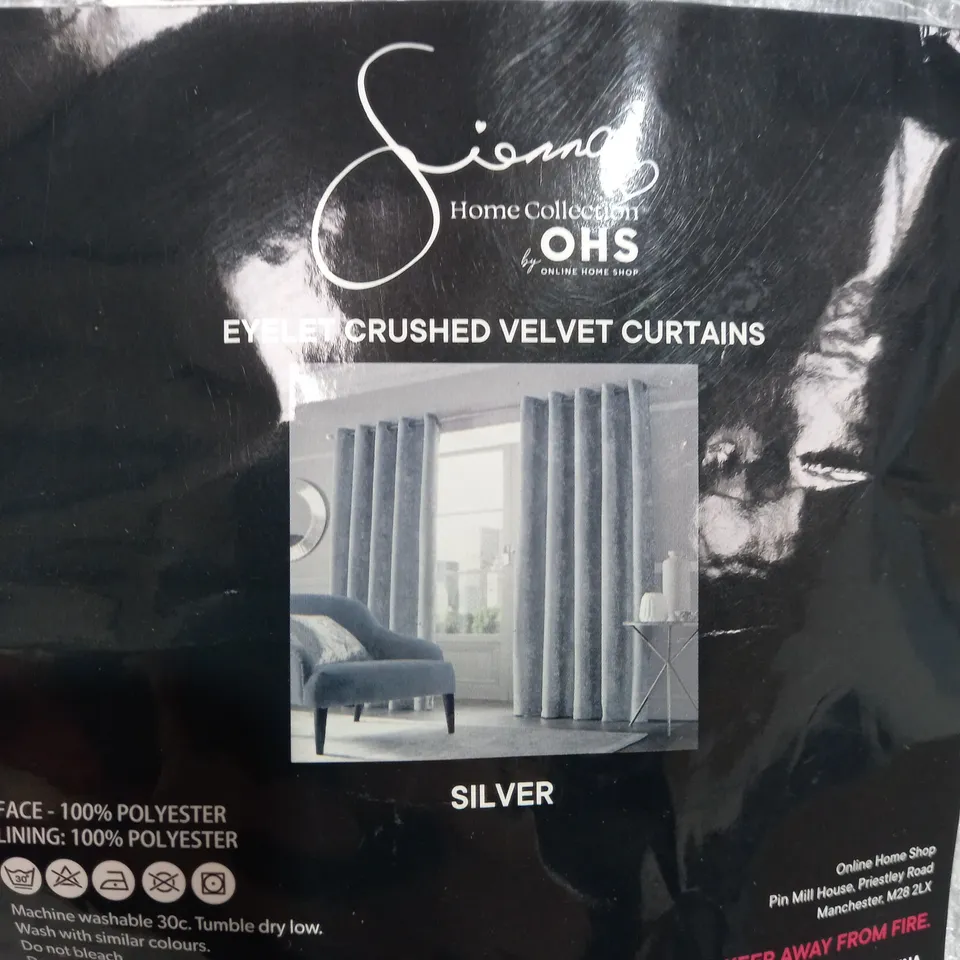 Sienna
Home Collection
by OHS
ONLINE HOME SHOP
EYELET CRUSHED VELVET CURTAINS
SILVER
FACE - 100% POLYESTER
LINING: 100% POLYESTER
30°
Machine washable 30c. Tumble dry low.
Wash with similar colours.
Do not bleach
Online Home Shop
Pin Mill House, Priestley Road
Manchester, M28 2LX
KEEP AWAY FROM FIRE.